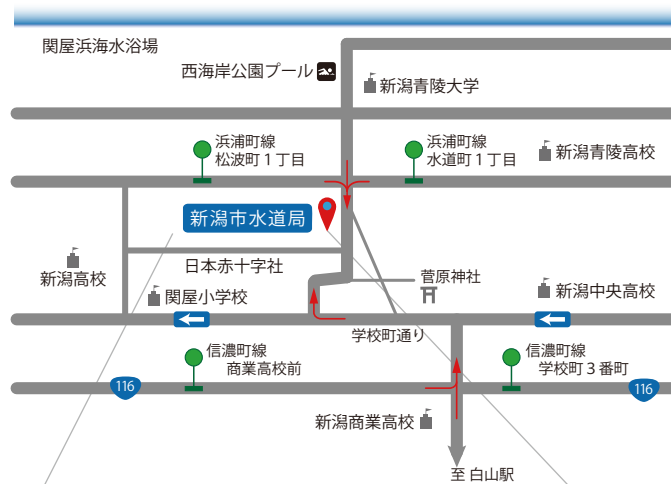 関屋浜海水浴場
西海岸公園プール
新潟青陵大学
浜浦町線
松波町1丁目
浜浦町線
水道町1丁目
新潟青陵高校
新潟市水道局
日本赤十字社
新潟高校
菅原神社
関屋小学校
新潟中央高校
学校町通り
信濃町線
商業高校前
信濃町線
学校町3番町
116
116
新潟商業高校
至 白山駅